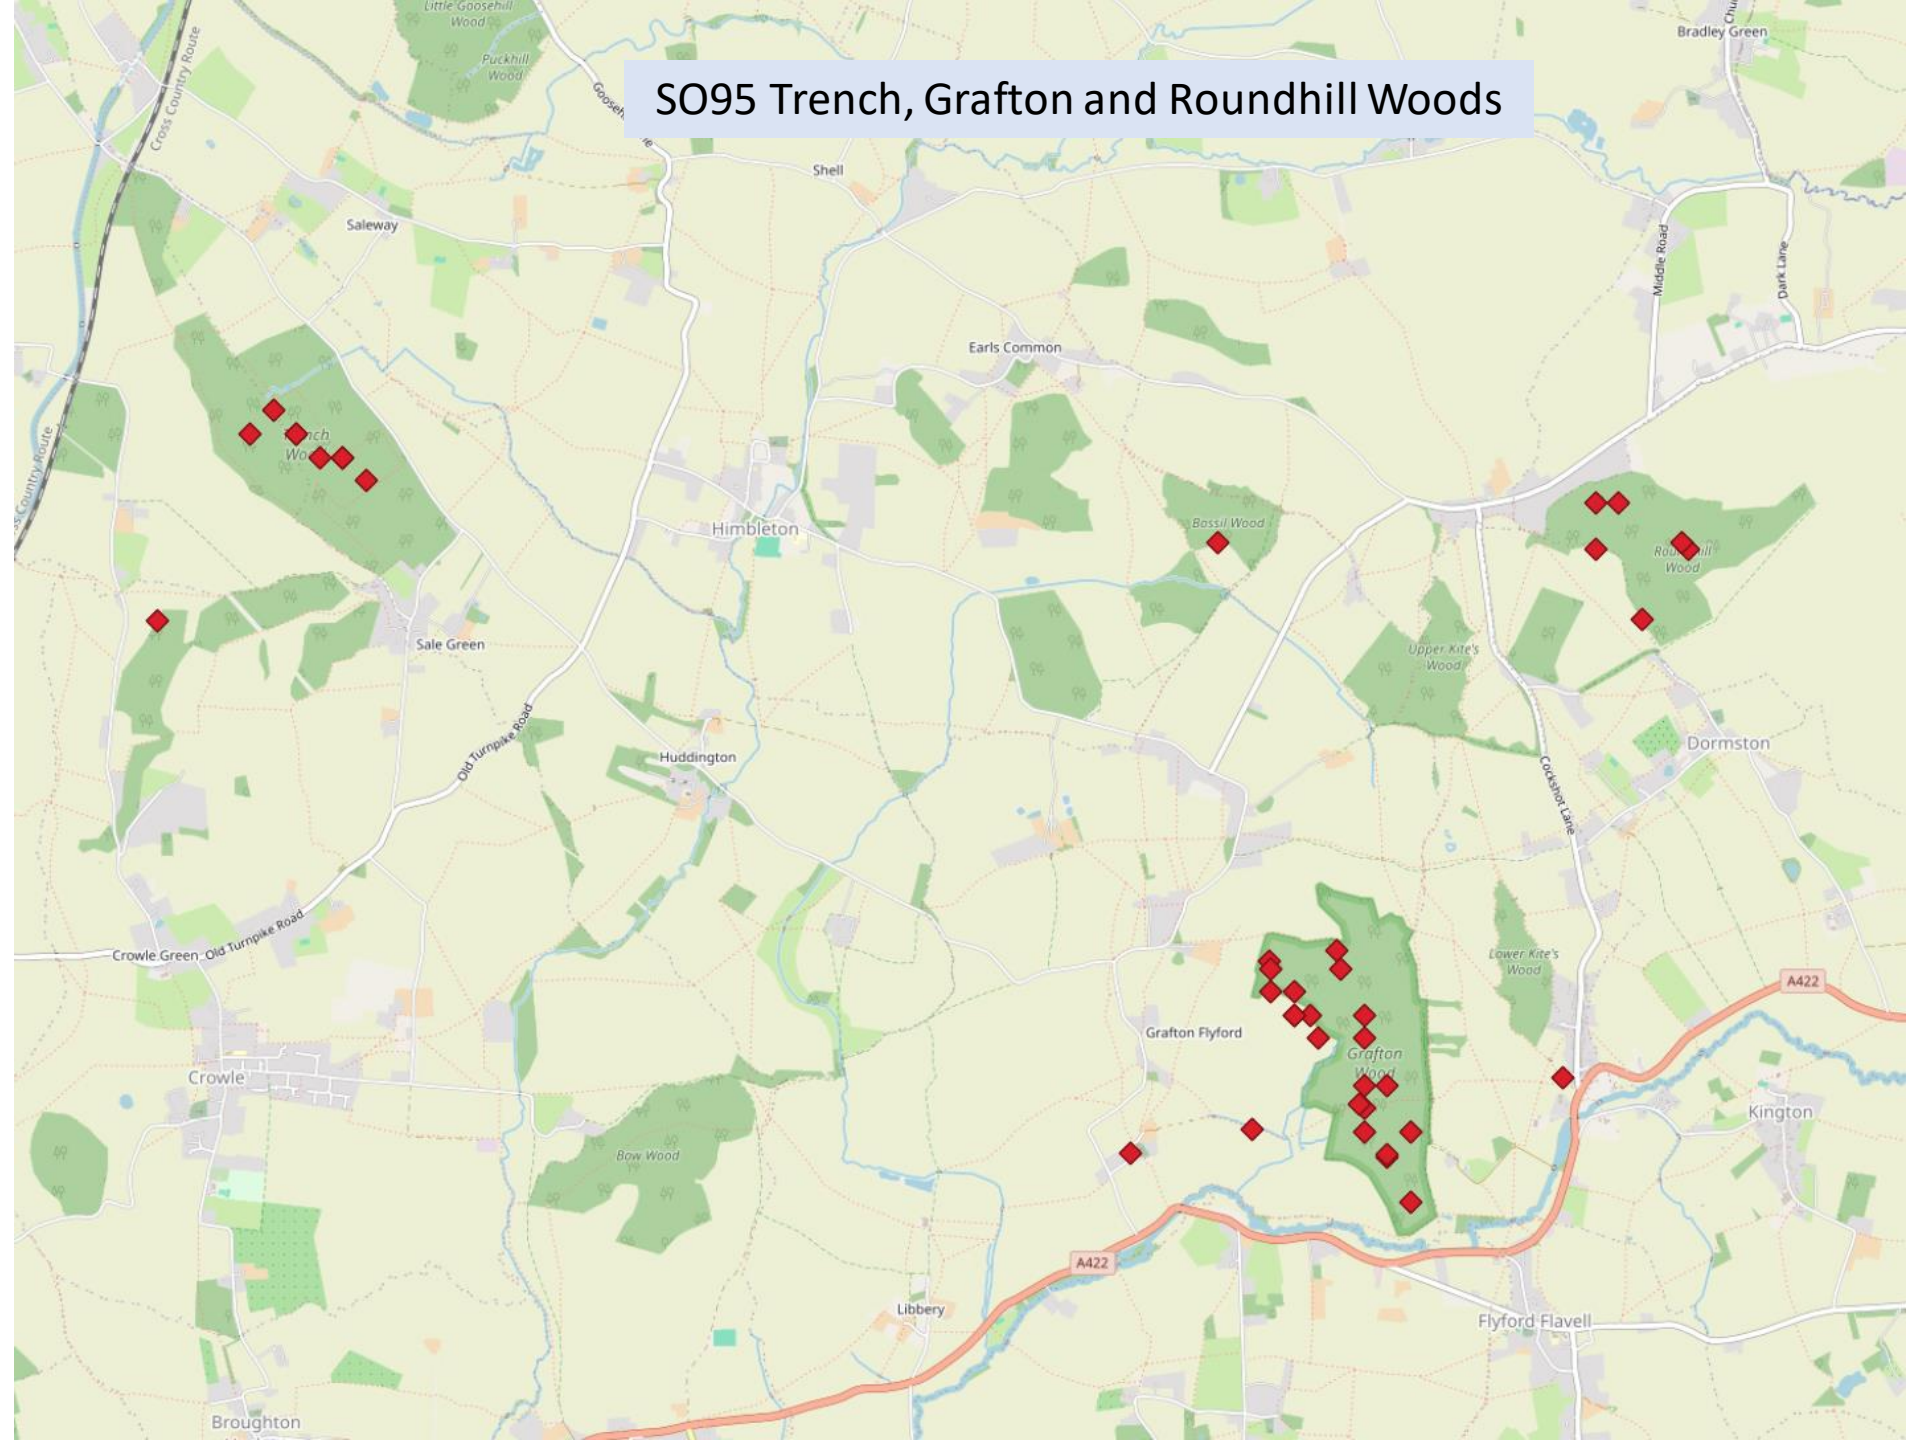 Little Goosehill
Wood
Puckhill
Wood
Bradley Green
Cross Country Route
SO95 Trench, Grafton and Roundhill Woods
Shell
Saleway
Middle Road
Dark Lane
Earls Common
Wood
Himbleton
Bossil Wood
Wood
Sale Green
Upper Kite's
Wood
Old Turnpike Road
Huddington
Dormston
Cockshot Lane
Crowle Green
Old Turnpike Road
Lower Kite's
Wood
A422
Grafton Flyford
Grafton
Wood
Crowle
Kington
Bow Wood
A422
Libbery
Flyford Flavell
Broughton